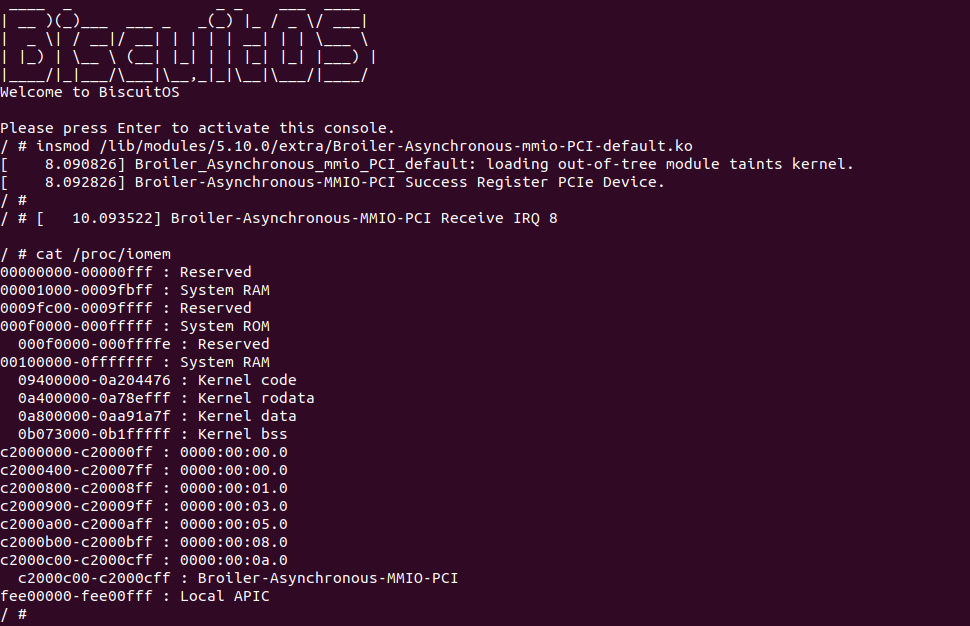 BiscuitOS
Welcome to BiscuitOS
Please press Enter to activate this console.
/ # insmod /lib/modules/5.10.0/extra/Broiler-Asynchronous-mmio-PCI-default.ko
[    8.090826] Broiler_Asynchronous_mmio_PCI_default: loading out-of-tree module taints kernel.
[    8.092826] Broiler-Asynchronous-MMIO-PCI Success Register PCIe Device.
/ #
/ # [   10.093522] Broiler-Asynchronous-MMIO-PCI Receive IRQ 8
/ # cat /proc/iomem
00000000-00000fff : Reserved
00001000-0009fbff : System RAM
0009fc00-0009ffff : Reserved
000f0000-000fffff : System ROM
  000f0000-000ffffe : Reserved
00100000-0fffffff : System RAM
  09400000-0a204476 : Kernel code
  0a400000-0a78efff : Kernel rodata
  0a800000-0aa91a7f : Kernel data
  0b073000-0b1fffff : Kernel bss
c2000000-c20000ff : 0000:00:00.0
c2000400-c20007ff : 0000:00:00.0
c2000800-c20008ff : 0000:00:01.0
c2000900-c20009ff : 0000:00:03.0
c2000a00-c2000aff : 0000:00:05.0
c2000b00-c2000bff : 0000:00:08.0
c2000c00-c2000cff : 0000:00:0a.0
  c2000c00-c2000cff : Broiler-Asynchronous-MMIO-PCI
fee00000-fee00fff : Local APIC
/ #